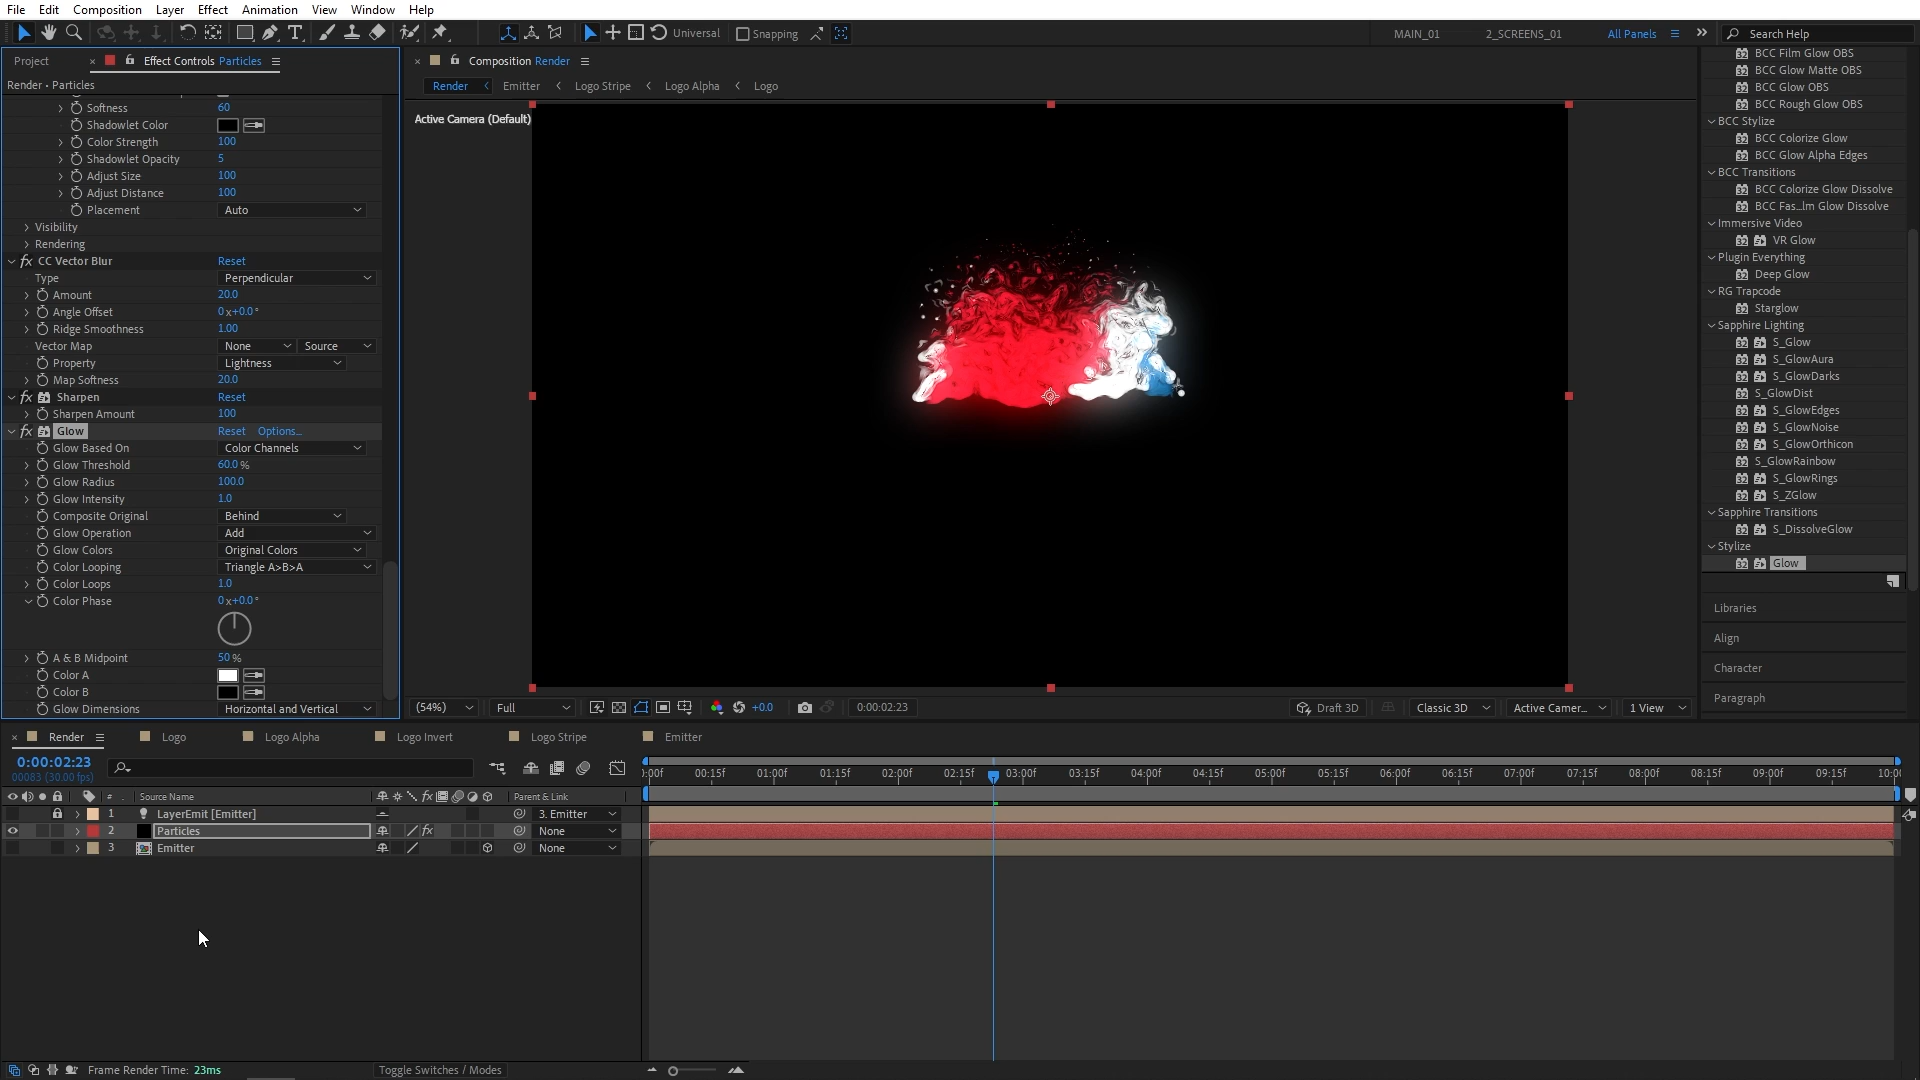 File Edit Composition Layer Effect Animation View Window Help
Universal Snapping MAIN_01 2_SCREENS_01 All Panels Search Help
Project Effect Controls Particles
Render • Particles
Softness 60
Shadowlet Color
Color Strength 100
Shadowlet Opacity 5
Adjust Size 100
Adjust Distance 100
Placement Auto
Visibility
Rendering
fx CC Vector Blur Reset
Type Perpendicular
Amount 20.0
Angle Offset 0x+0.0°
Ridge Smoothness 1.00
Vector Map None Source
Property Lightness
Map Softness 20.0
fx Sharpen Reset
Sharpen Amount 100
fx Glow Reset Options...
Glow Based On Color Channels
Glow Threshold 60.0 %
Glow Radius 100.0
Glow Intensity 1.0
Composite Original Behind
Glow Operation Add
Glow Colors Original Colors
Color Looping Triangle A>B>A
Color Loops 1.0
Color Phase 0x+0.0°
A & B Midpoint 50 %
Color A
Color B
Glow Dimensions Horizontal and Vertical
Composition Render
Render Emitter Logo Stripe Logo Alpha Logo
Active Camera (Default)
(54%) Full +0.0 0:00:02:23 Draft 3D Classic 3D Active Camer... 1 View
BCC Film Glow OBS
BCC Glow Matte OBS
BCC Glow OBS
BCC Rough Glow OBS
BCC Stylize
BCC Colorize Glow
BCC Glow Alpha Edges
BCC Transitions
BCC Colorize Glow Dissolve
BCC Fas...lm Glow Dissolve
Immersive Video
VR Glow
Plugin Everything
Deep Glow
RG Trapcode
Starglow
Sapphire Lighting
S_Glow
S_GlowAura
S_GlowDarks
S_GlowDist
S_GlowEdges
S_GlowNoise
S_GlowOrthicon
S_GlowRainbow
S_GlowRings
S_ZGlow
Sapphire Transitions
S_DissolveGlow
Stylize
Glow
Libraries
Align
Character
Paragraph
Render Logo Logo Alpha Logo Invert Logo Stripe Emitter
0:00:02:23
00083 (30.00 fps)
:00f 00:15f 01:00f 01:15f 02:00f 02:15f 03:00f 03:15f 04:00f 04:15f 05:00f 05:15f 06:00f 06:15f 07:00f 07:15f 08:00f 08:15f 09:00f 09:15f 10:0
# Source Name fx Parent & Link
1 LayerEmit [Emitter] 3. Emitter
2 Particles fx None
3 Emitter None
Frame Render Time: 23ms Toggle Switches / Modes